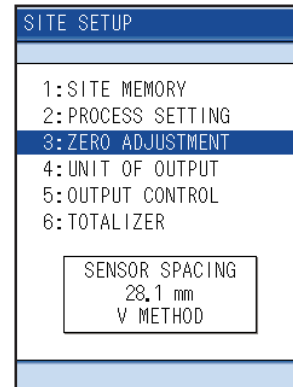 SITE SETUP
1:SITE MEMORY
2:PROCESS SETTING
3:ZERO ADJUSTMENT
4:UNIT OF OUTPUT
5:OUTPUT CONTROL
6:TOTALIZER
SENSOR SPACING
28.1 mm
V METHOD